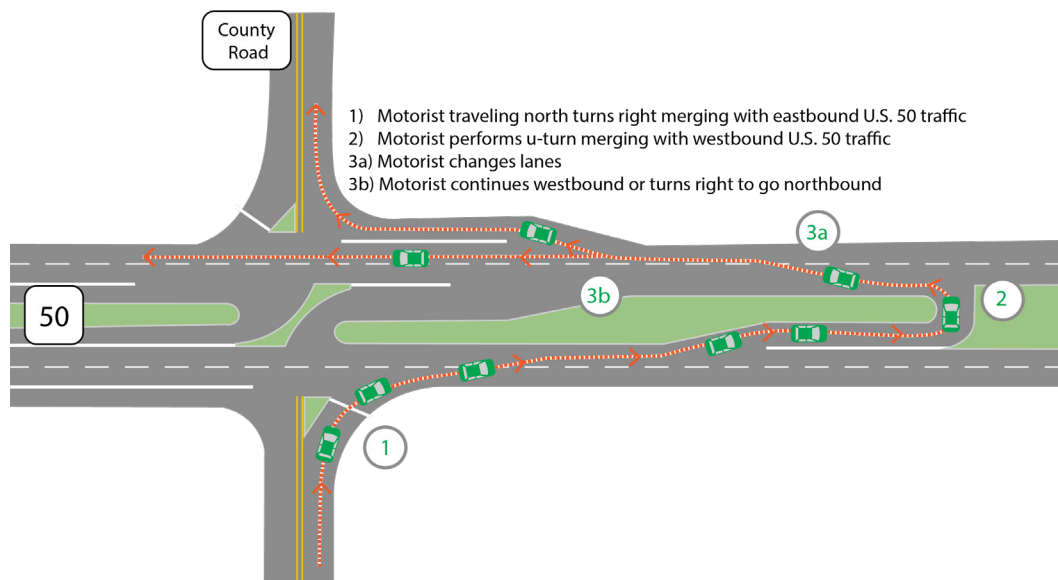 County
Road
1) Motorist traveling north turns right merging with eastbound U.S. 50 traffic
2) Motorist performs u-turn merging with westbound U.S. 50 traffic
3a) Motorist changes lanes
3b) Motorist continues westbound or turns right to go northbound
3a
3b
2
50
1